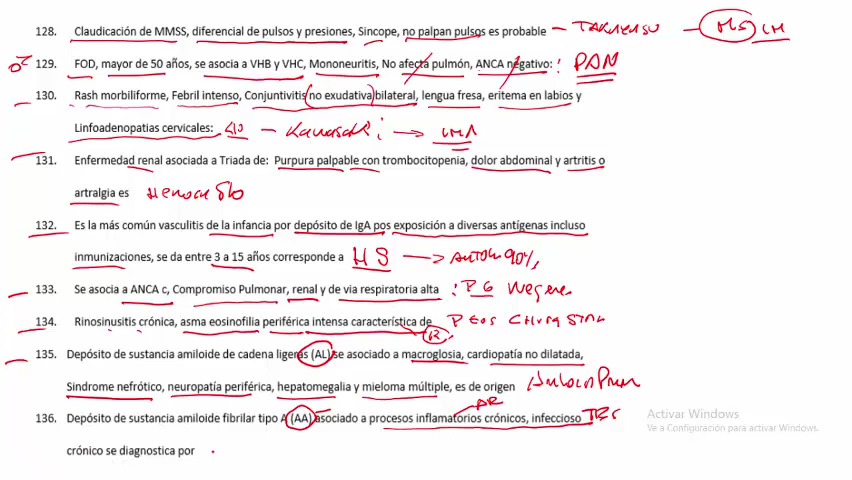 128. Claudicación de MMSS, diferencial de pulsos y presiones, Sincope, no palpan pulsos es probable – TAKAYASU – MS IM
129. FOD, mayor de 50 años, se asocia a VHB y VHC, Mononeuritis, No afecta pulmón, ANCA negativo: PAN
130. Rash morbiliforme, Febril intenso, Conjuntivitis (no exudativa) bilateral, lengua fresa, eritema en labios y
Linfoadenopatias cervicales: – Kawasaki →
131. Enfermedad renal asociada a Triada de: Purpura palpable con trombocitopenia, dolor abdominal y artritis o
artralgia es
132. Es la más común vasculitis de la infancia por depósito de IgA pos exposición a diversas antígenas incluso
inmunizaciones, se da entre 3 a 15 años corresponde a HS → 90%
133. Se asocia a ANCA c, Compromiso Pulmonar, renal y de via respiratoria alta : PG Wegener
134. Rinosinusitis crónica, asma eosinofilia periférica intensa característica de
135. Depósito de sustancia amiloide de cadena ligeras (AL) se asociado a macroglosia, cardiopatía no dilatada,
Sindrome nefrótico, neuropatía periférica, hepatomegalia y mieloma múltiple, es de origen
AR
136. Depósito de sustancia amiloide fibrilar tipo A (AA) asociado a procesos inflamatorios crónicos, infeccioso
crónico se diagnostica por
Activar Windows
Ve a Configuración para activar Windows.